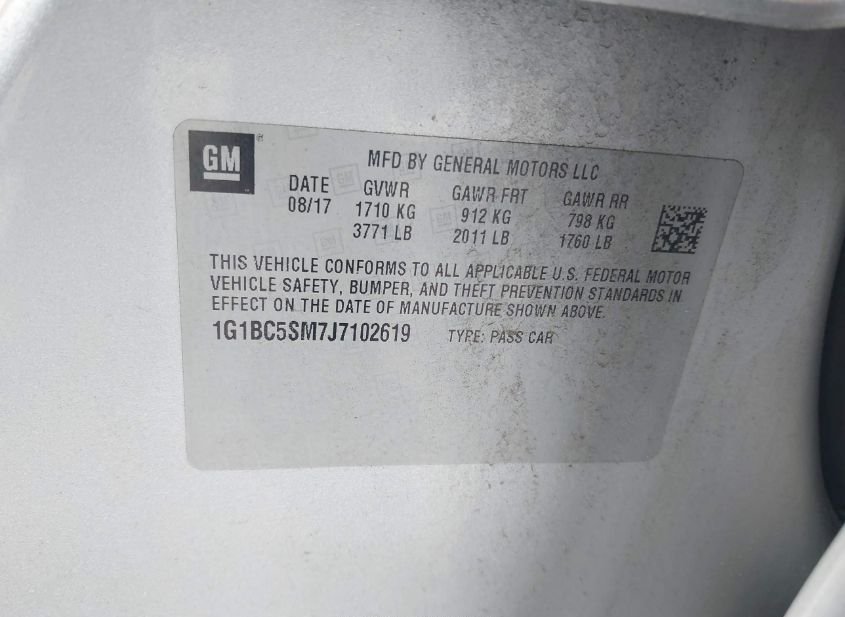 GM
MFD BY GENERAL MOTORS LLC
DATE GVWR GAWR FRT GAWR RR
08/17 1710 KG 912 KG 798 KG
3771 LB 2011 LB 1760 LB
THIS VEHICLE CONFORMS TO ALL APPLICABLE U.S. FEDERAL MOTOR
VEHICLE SAFETY, BUMPER, AND THEFT PREVENTION STANDARDS IN
EFFECT ON THE DATE OF MANUFACTURE SHOWN ABOVE.
1G1BC5SM7J7102619 TYPE: PASS CAR